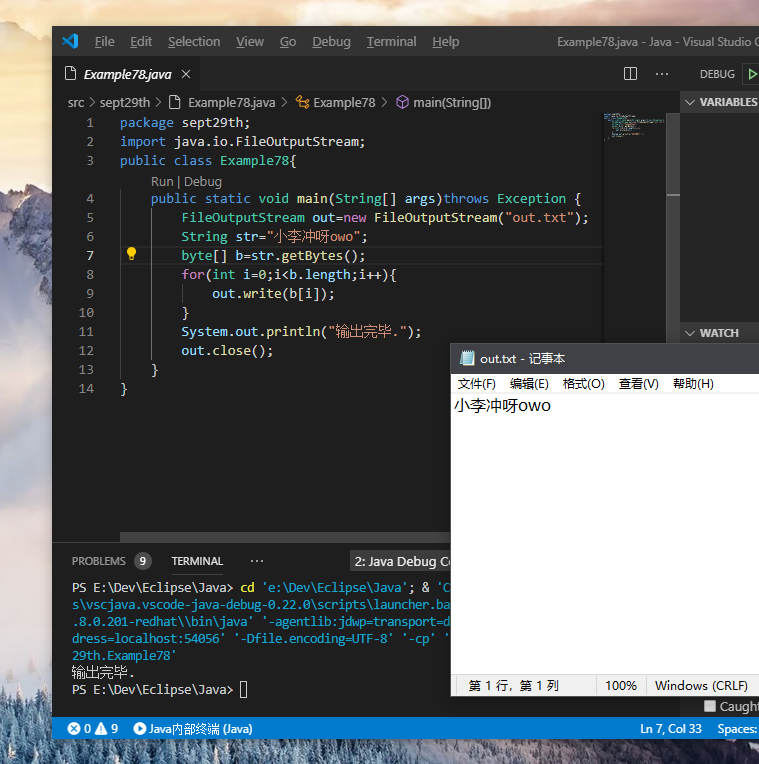 File Edit Selection View Go Debug Terminal Help Example78.java - Java - Visual Studio
Example78.java
DEBUG
src > sept29th > Example78.java > Example78 > main(String[])
VARIABLES
1 package sept29th;
2 import java.io.FileOutputStream;
3 public class Example78{
Run | Debug
4 public static void main(String[] args)throws Exception {
5 FileOutputStream out=new FileOutputStream("out.txt");
6 String str="小李冲呀owo";
7 byte[] b=str.getBytes();
8 for(int i=0;i<b.length;i++){
9 out.write(b[i]);
10 }
11 System.out.println("输出完毕.");
12 out.close();
13 }
14 }
WATCH
out.txt - 记事本
文件(F) 编辑(E) 格式(O) 查看(V) 帮助(H)
小李冲呀owo
第 1 行，第 1 列 100% Windows (CRLF)
PROBLEMS 9 TERMINAL ··· 2: Java Debug Co
PS E:\Dev\Eclipse\Java> cd 'e:\Dev\Eclipse\Java'; & 'C
s\vscjava.vscode-java-debug-0.22.0\scripts\launcher.ba
.8.0.201-redhat\\bin\java' '-agentlib:jdwp=transport=d
dress=localhost:54056' '-Dfile.encoding=UTF-8' '-cp' '
29th.Example78'
输出完毕.
PS E:\Dev\Eclipse\Java>
Caught
0 9 Java内部终端 (Java) Ln 7, Col 33 Spaces: